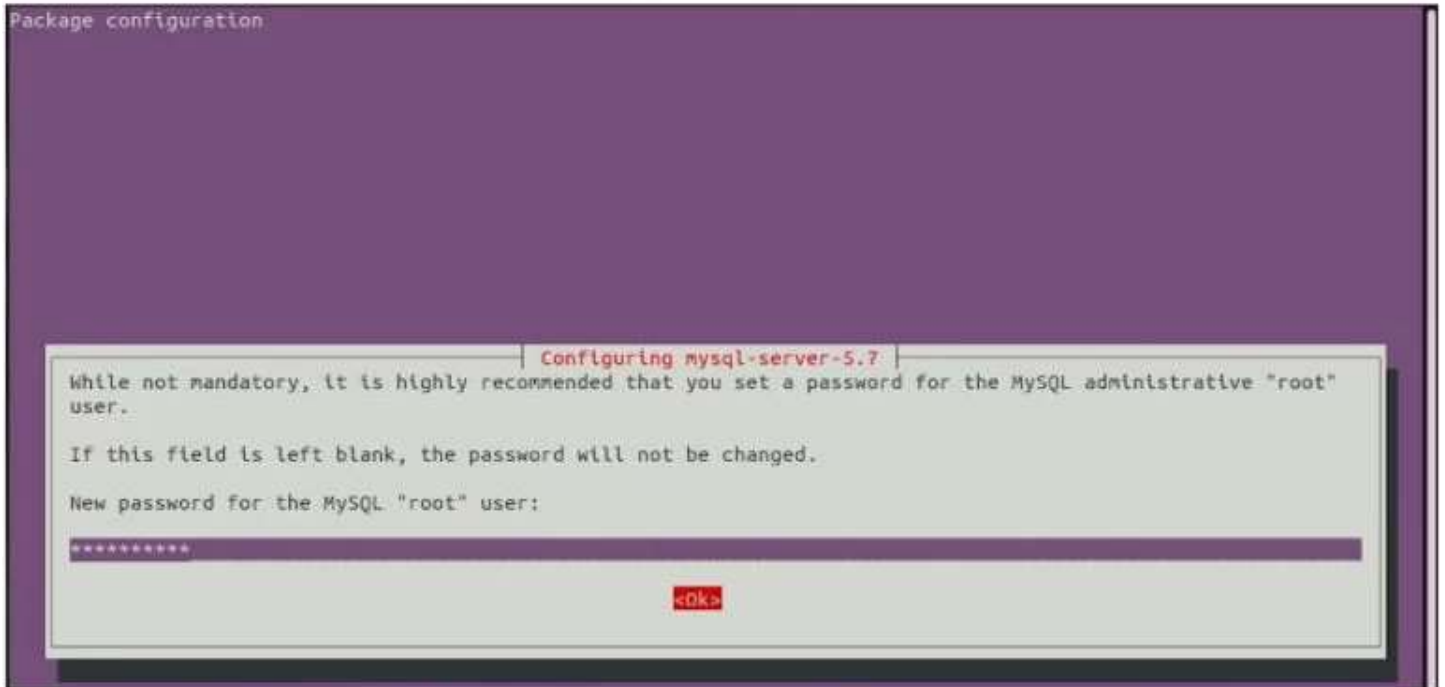 Package configuration
Configuring mysql-server-5.7
While not mandatory, it is highly recommended that you set a password for the MySQL administrative "root"
user.
If this field is left blank, the password will not be changed.
New password for the MySQL "root" user:
**********
<Ok>